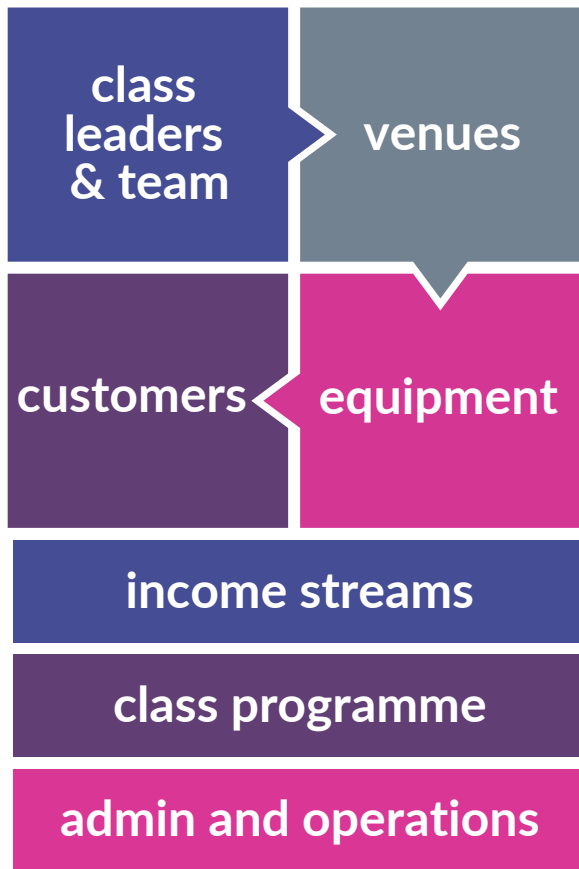 class
leaders
& team
venues
customers
equipment
income streams
class programme
admin and operations